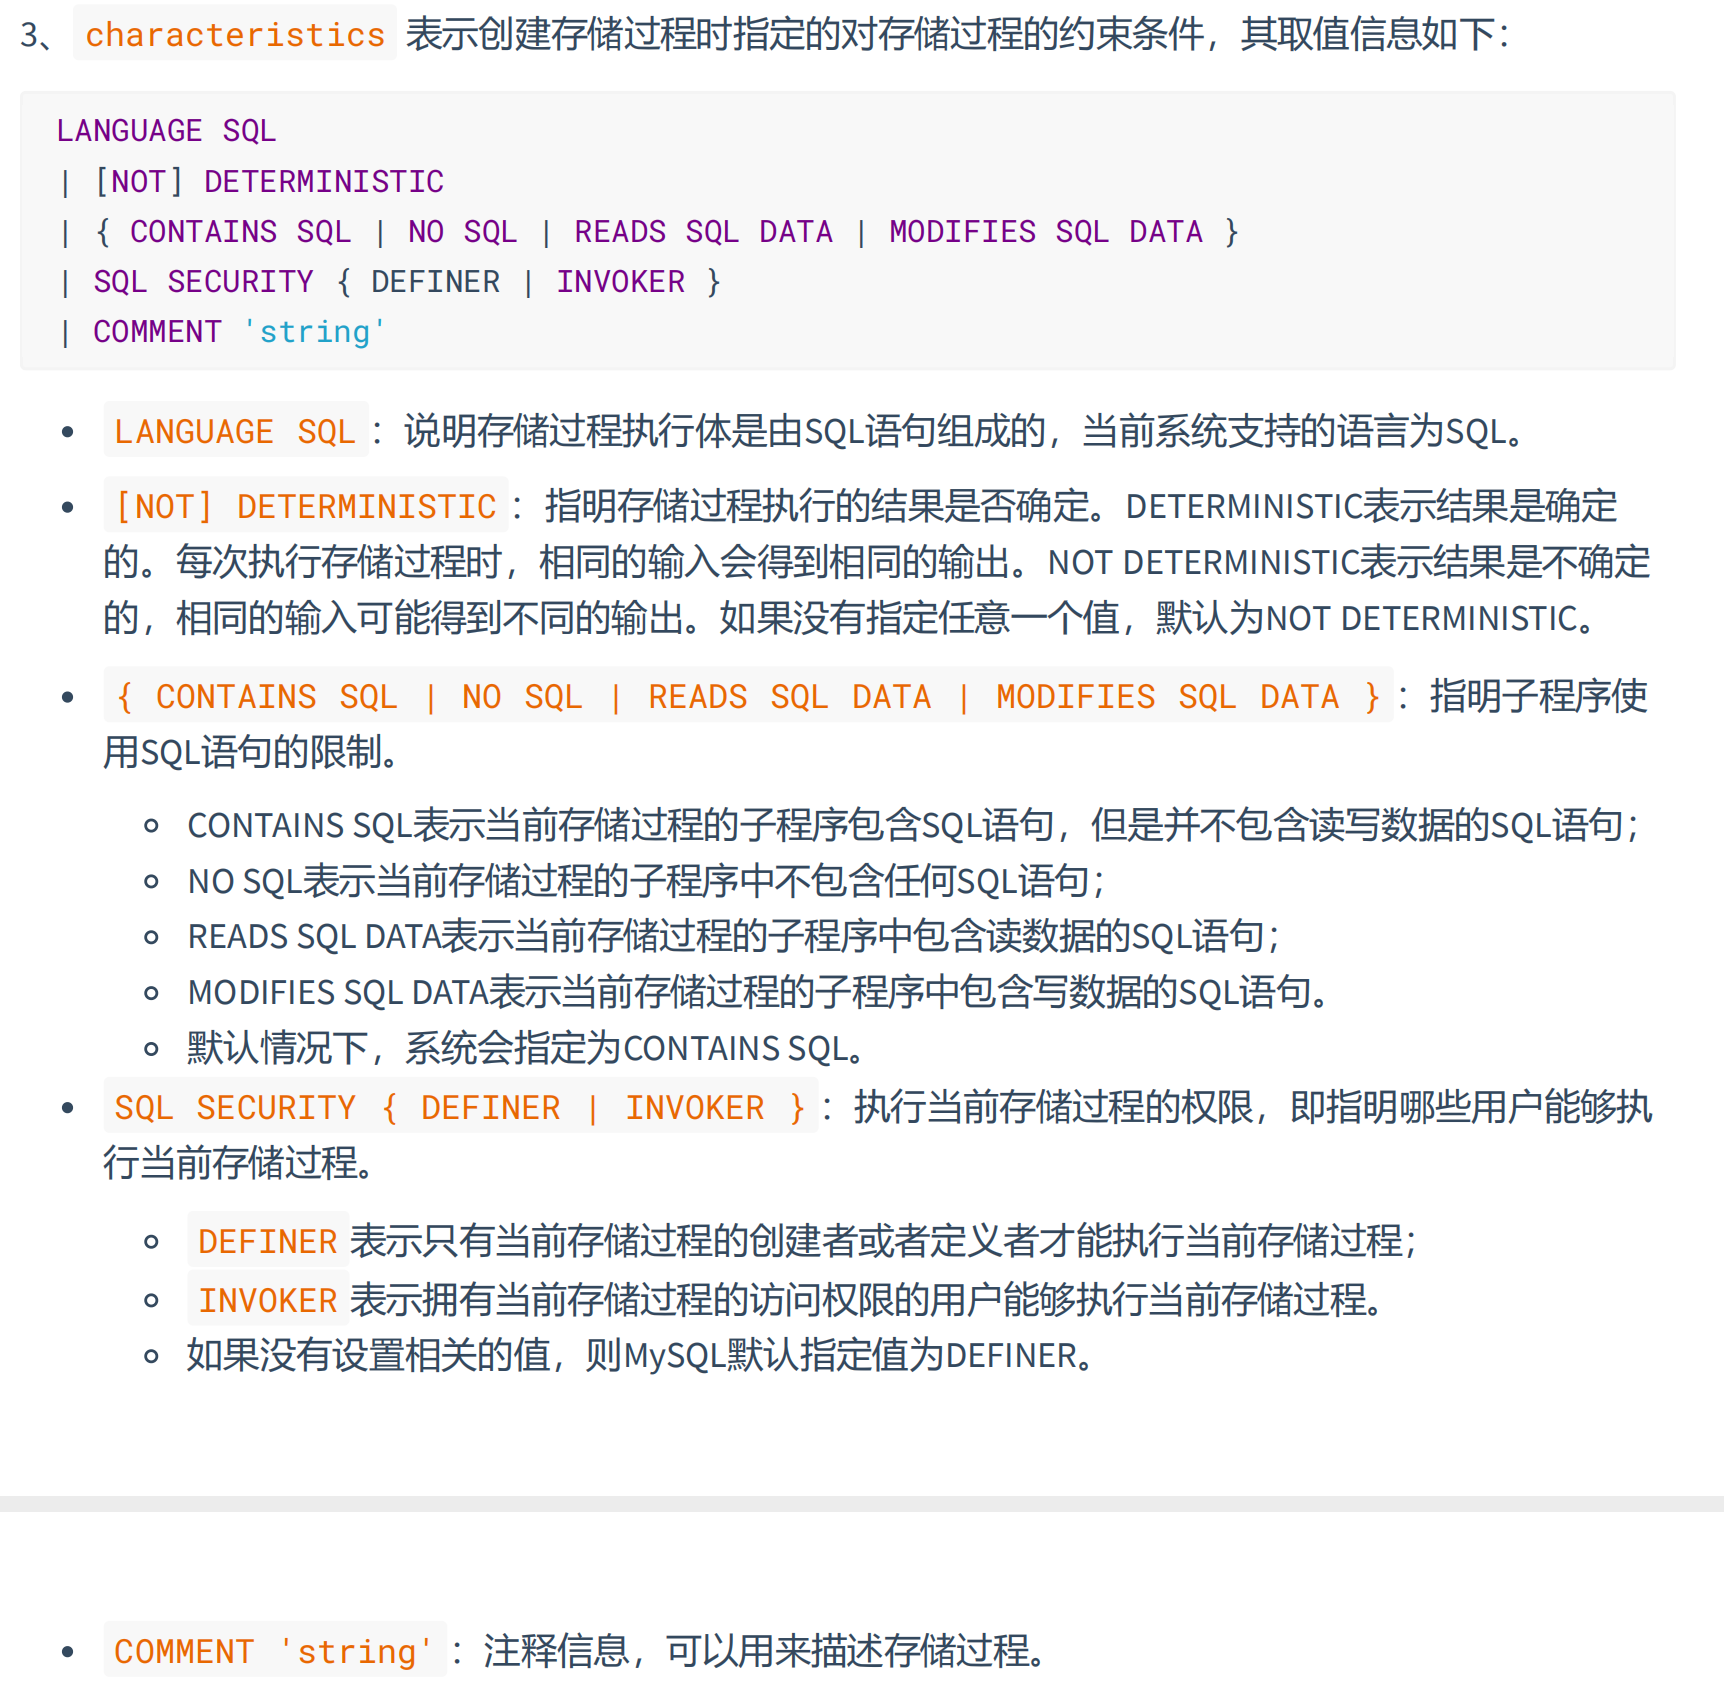 3、 characteristics 表示创建存储过程时指定的对存储过程的约束条件，其取值信息如下：
LANGUAGE SQL
| [NOT] DETERMINISTIC
| { CONTAINS SQL | NO SQL | READS SQL DATA | MODIFIES SQL DATA }
| SQL SECURITY { DEFINER | INVOKER }
| COMMENT 'string'
• LANGUAGE SQL ：说明存储过程执行体是由SQL语句组成的，当前系统支持的语言为SQL。
• [NOT] DETERMINISTIC ：指明存储过程执行的结果是否确定。DETERMINISTIC表示结果是确定
的。每次执行存储过程时，相同的输入会得到相同的输出。NOT DETERMINISTIC表示结果是不确定
的，相同的输入可能得到不同的输出。如果没有指定任意一个值，默认为NOT DETERMINISTIC。
• { CONTAINS SQL | NO SQL | READS SQL DATA | MODIFIES SQL DATA } ：指明子程序使
用SQL语句的限制。
◦ CONTAINS SQL表示当前存储过程的子程序包含SQL语句，但是并不包含读写数据的SQL语句；
◦ NO SQL表示当前存储过程的子程序中不包含任何SQL语句；
◦ READS SQL DATA表示当前存储过程的子程序中包含读数据的SQL语句；
◦ MODIFIES SQL DATA表示当前存储过程的子程序中包含写数据的SQL语句。
◦ 默认情况下，系统会指定为CONTAINS SQL。
• SQL SECURITY { DEFINER | INVOKER } ：执行当前存储过程的权限，即指明哪些用户能够执
行当前存储过程。
◦ DEFINER 表示只有当前存储过程的创建者或者定义者才能执行当前存储过程；
◦ INVOKER 表示拥有当前存储过程的访问权限的用户能够执行当前存储过程。
◦ 如果没有设置相关的值，则MySQL默认指定值为DEFINER。
• COMMENT 'string' ：注释信息，可以用来描述存储过程。